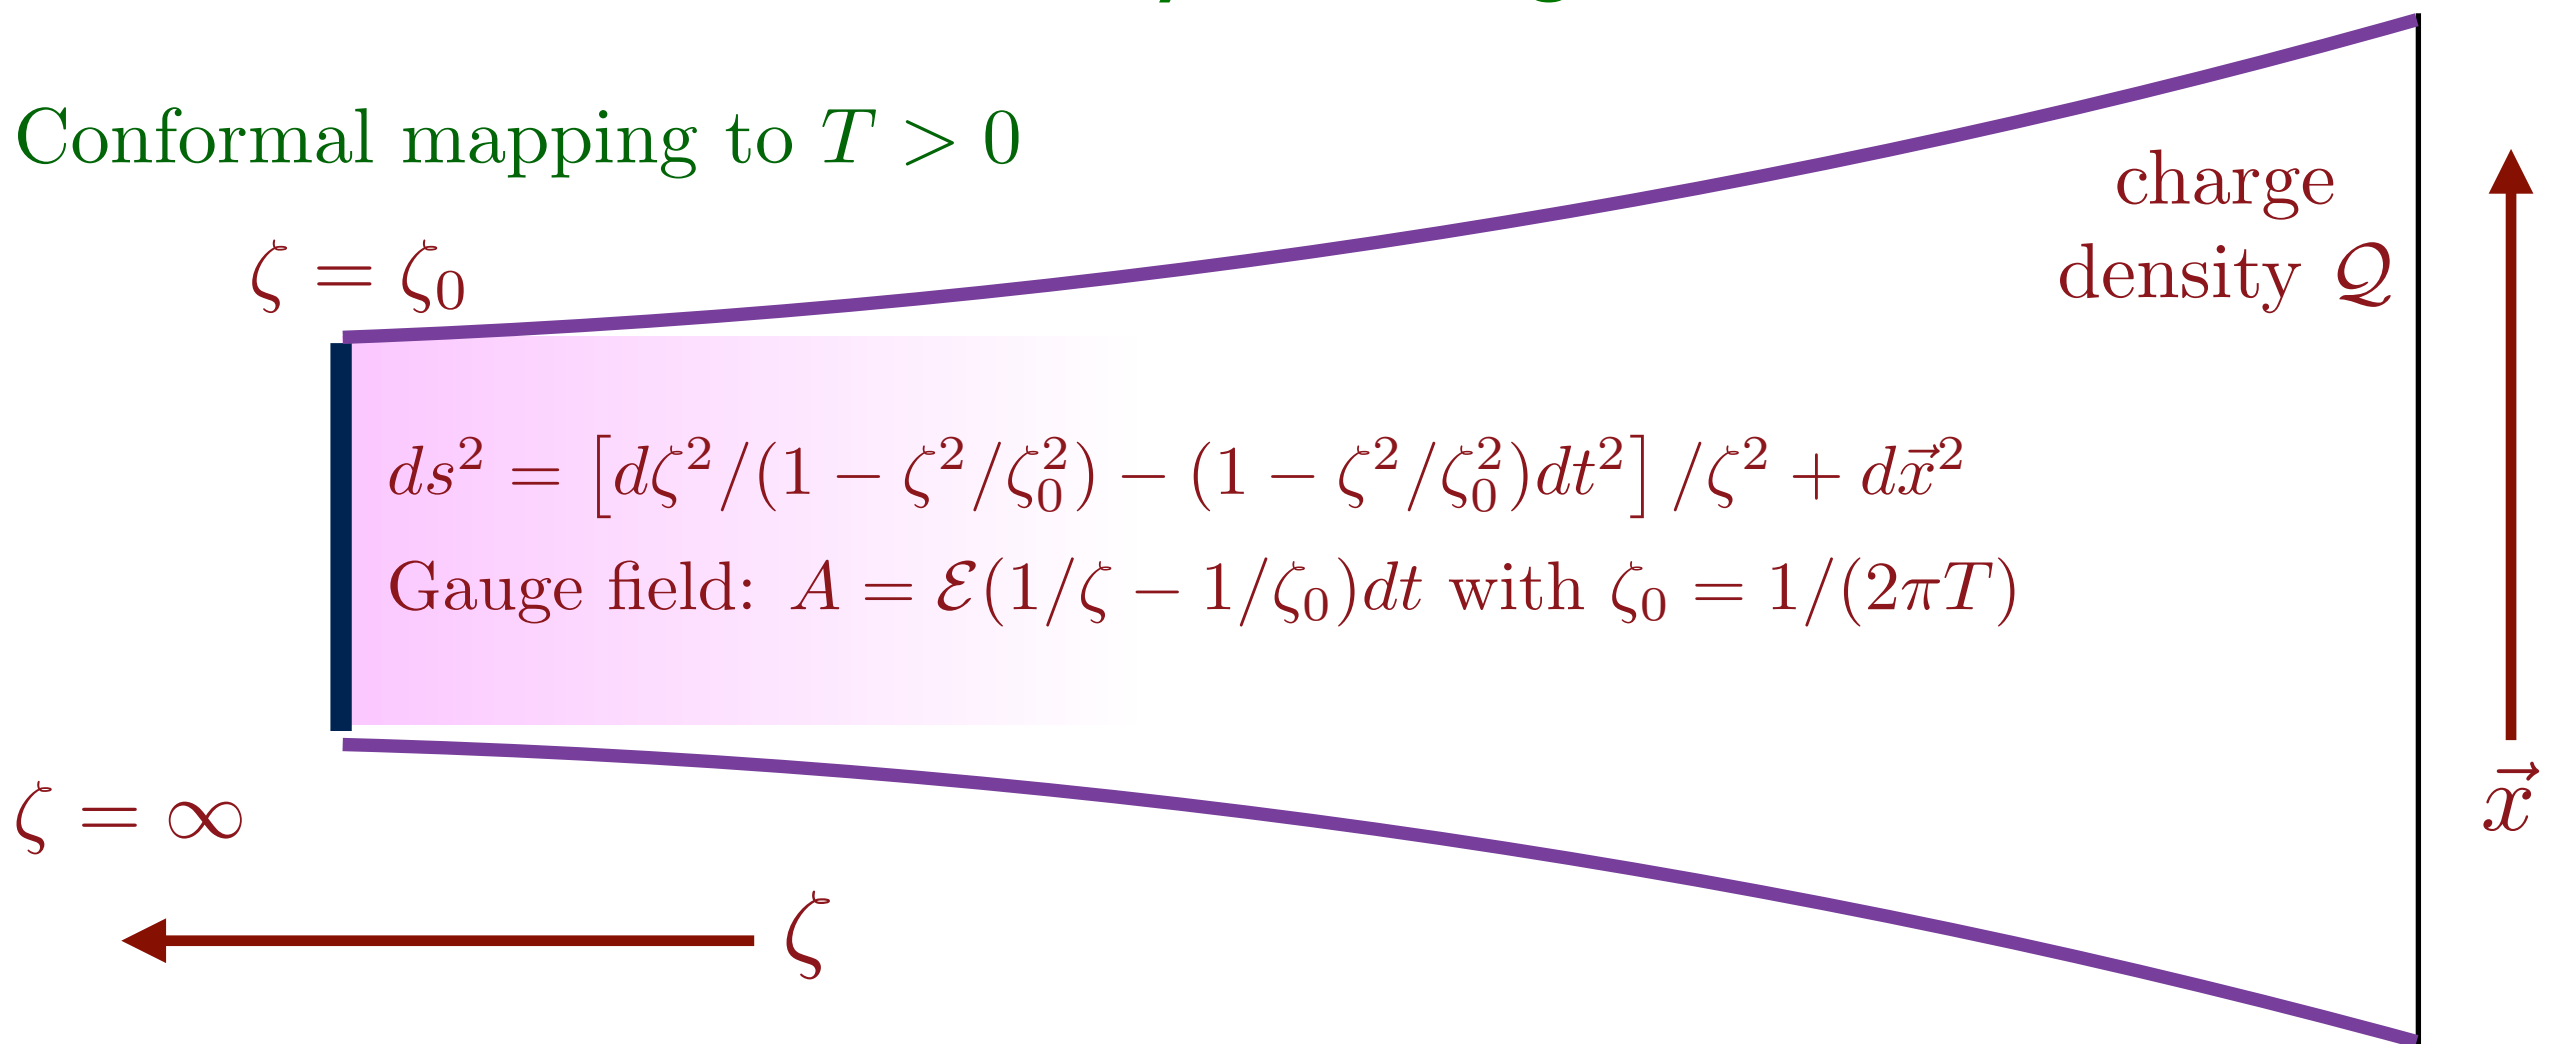 Conformal mapping to T > 0
charge
density 𝒬
ζ = ζ₀
ds² = [dζ²/(1 − ζ²/ζ₀²) − (1 − ζ²/ζ₀²)dt²] /ζ² + dx⃗²
Gauge field: A = ℰ(1/ζ − 1/ζ₀)dt with ζ₀ = 1/(2πT)
ζ = ∞
x⃗
ζ